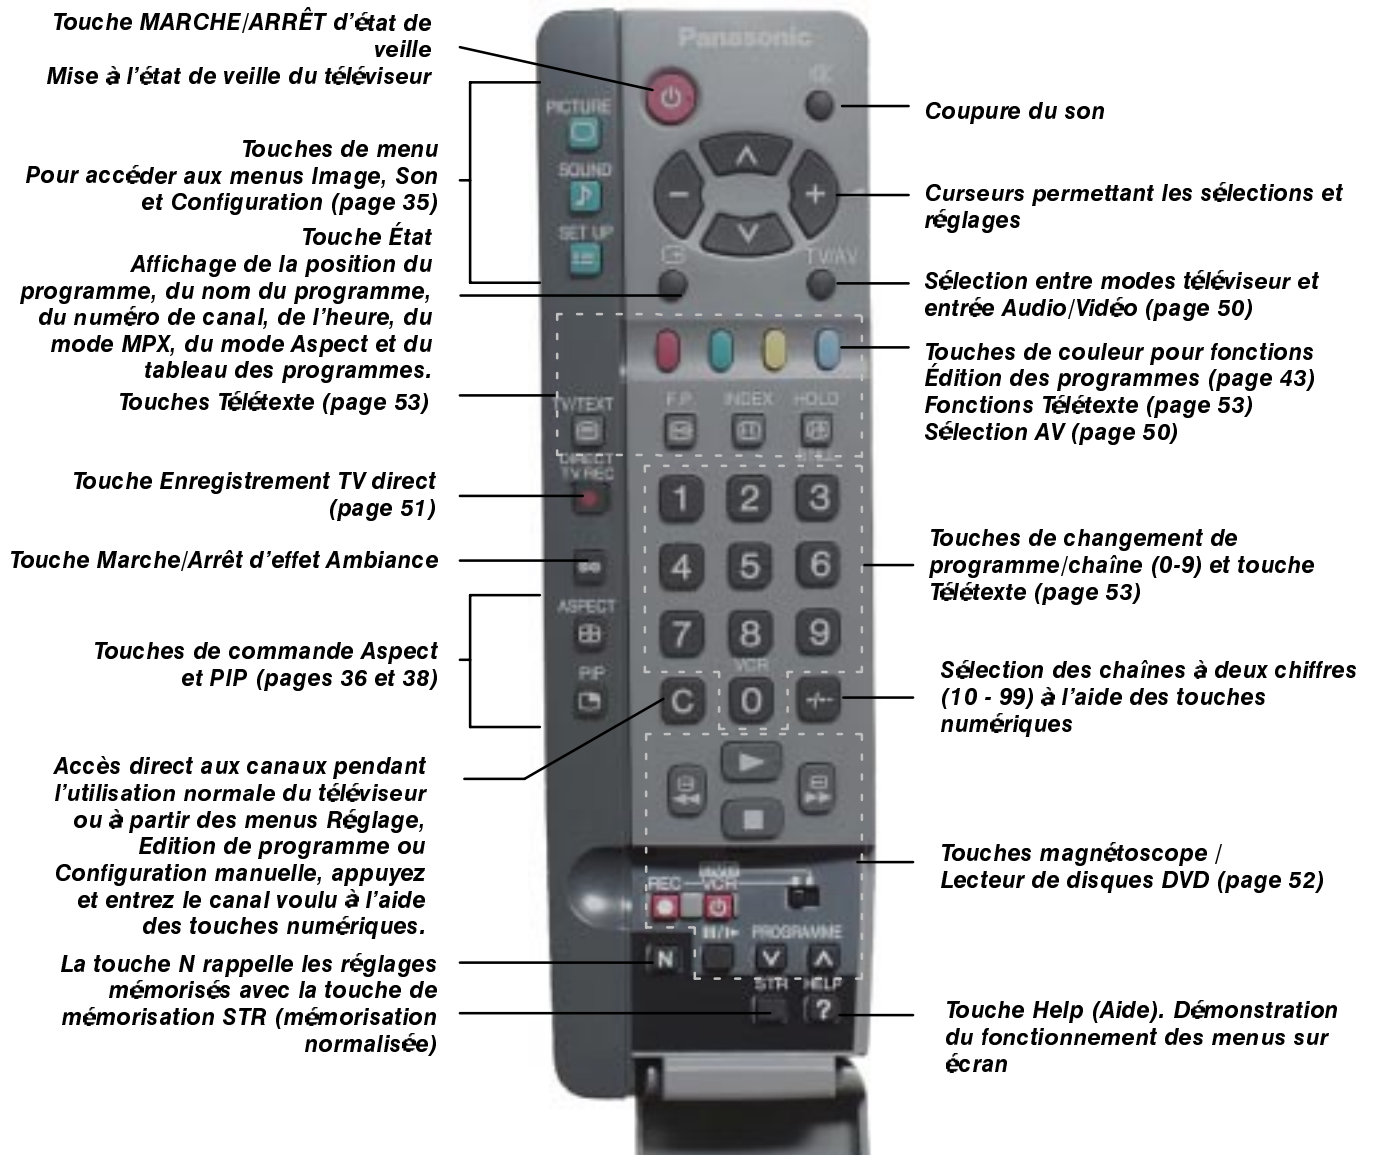 Touche MARCHE/ARRÊT d'état de
veille
Mise à l'état de veille du téléviseur
Touches de menu
Pour accéder aux menus Image, Son
et Configuration (page 35)
Touche État
Affichage de la position du
programme, du nom du programme,
du numéro de canal, de l'heure, du
mode MPX, du mode Aspect et du
tableau des programmes.
Touches Télétexte (page 53)
Touche Enregistrement TV direct
(page 51)
Touche Marche/Arrêt d'effet Ambiance
Touches de commande Aspect
et PIP (pages 36 et 38)
Accès direct aux canaux pendant
l'utilisation normale du téléviseur
ou à partir des menus Réglage,
Edition de programme ou
Configuration manuelle, appuyez
et entrez le canal voulu à l'aide
des touches numériques.
La touche N rappelle les réglages
mémorisés avec la touche de
mémorisation STR (mémorisation
normalisée)
Panasonic
PICTURE
SOUND
SET UP
TV/AV
TV/TEXT
F.P.
INDEX
HOLD
DIRECT
TV REC
1 2 3
4 5 6
ASPECT
7 8 9
VCR
PIP
C 0 -/--
REC VCR
PROGRAMME
N
STR HELP
?
Coupure du son
Curseurs permettant les sélections et
réglages
Sélection entre modes téléviseur et
entrée Audio/Vidéo (page 50)
Touches de couleur pour fonctions
Édition des programmes (page 43)
Fonctions Télétexte (page 53)
Sélection AV (page 50)
Touches de changement de
programme/chaîne (0-9) et touche
Télétexte (page 53)
Sélection des chaînes à deux chiffres
(10 - 99) à l'aide des touches
numériques
Touches magnétoscope /
Lecteur de disques DVD (page 52)
Touche Help (Aide). Démonstration
du fonctionnement des menus sur
écran